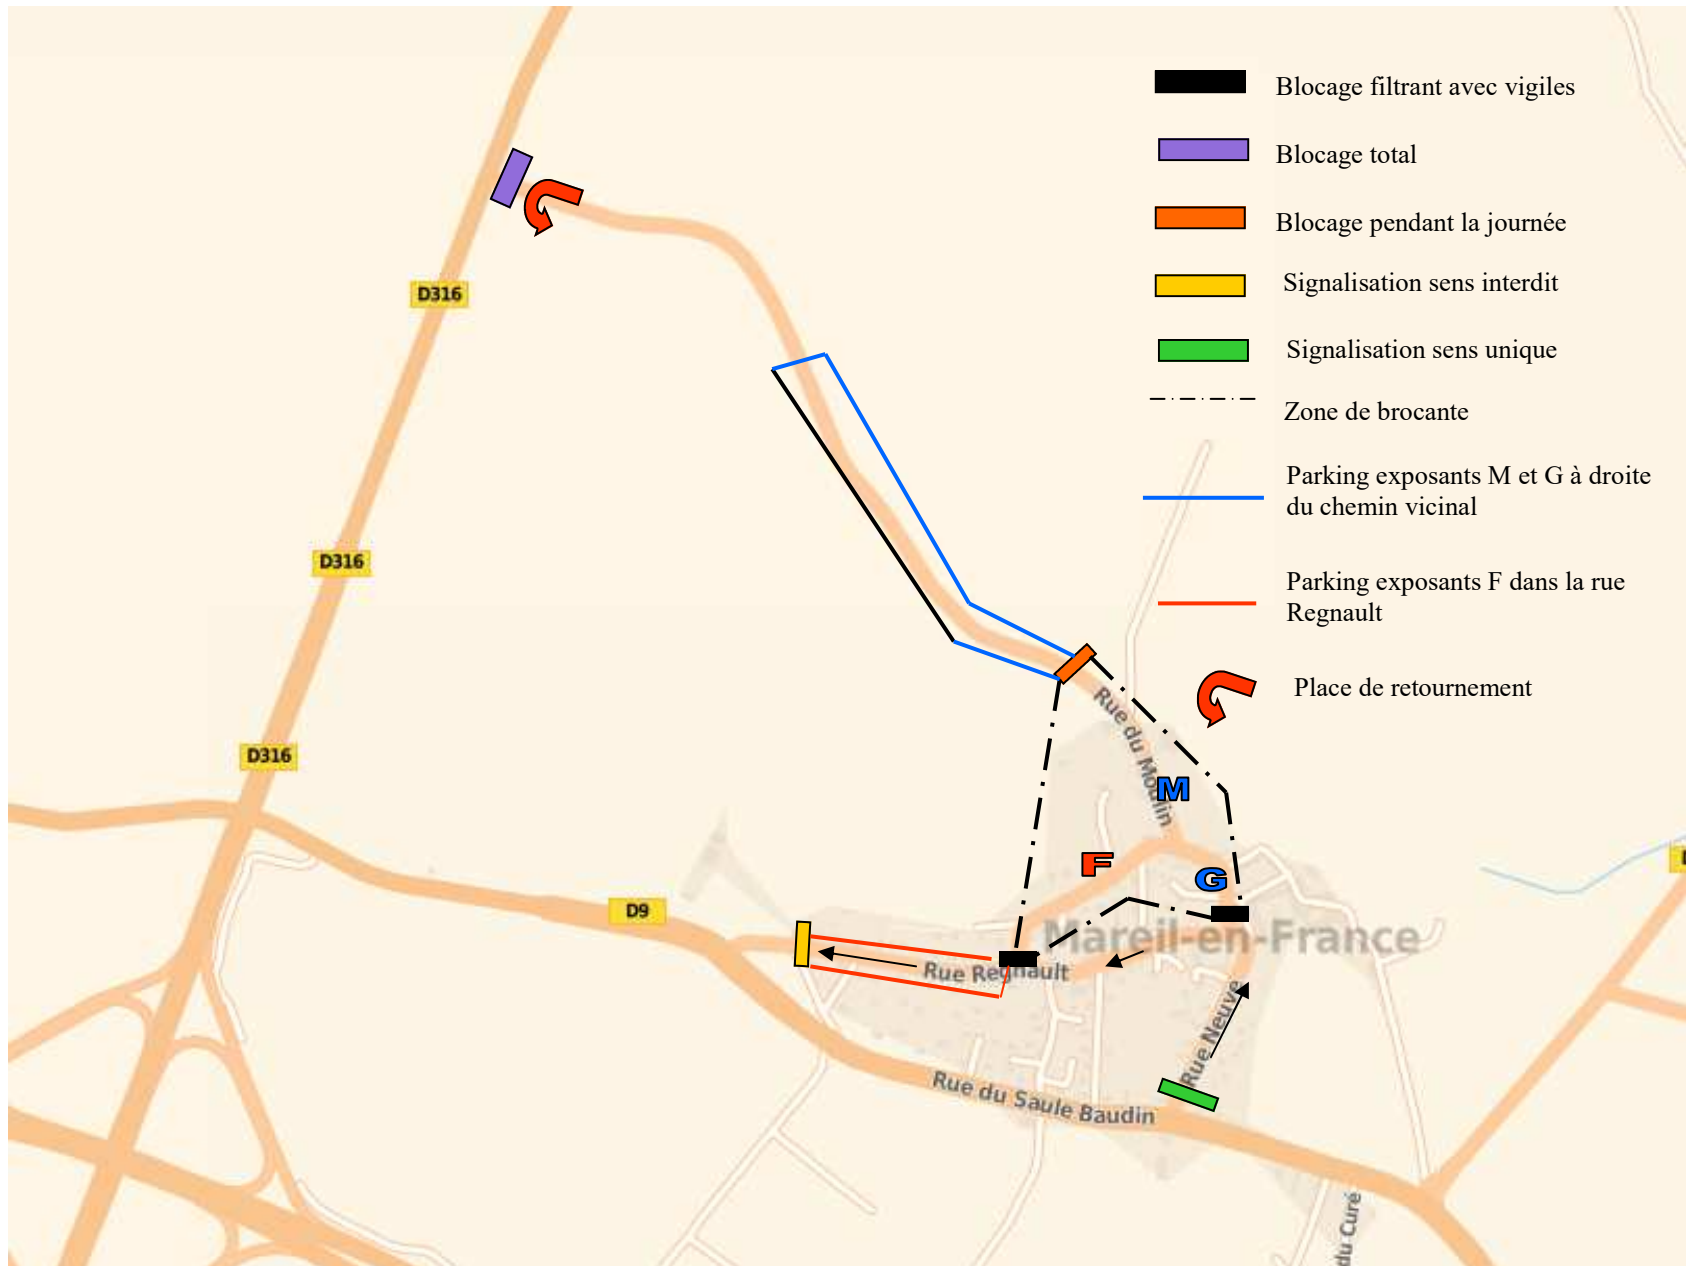 Blocage filtrant avec vigiles
Blocage total
Blocage pendant la journée
Signalisation sens interdit
Signalisation sens unique
Zone de brocante
Parking exposants M et G à droite
du chemin vicinal
Parking exposants F dans la rue
Regnault
Place de retournement
D316
D316
D316
D9
Rue du Moulin
M
F
G
Mareil-en-France
Rue Regnault
Rue Neuve
Rue du Saule Baudin
du Curé